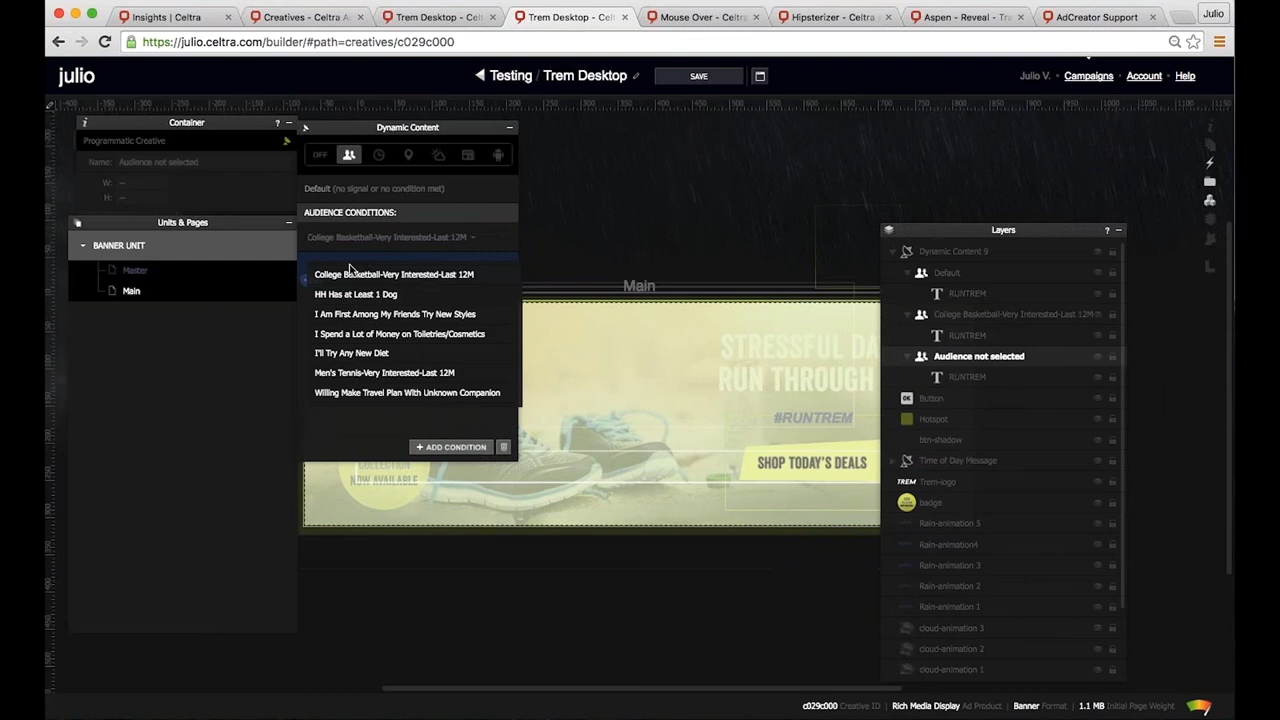 Insights | Celtra
Creatives - Celtra A
Trem Desktop - Cel
Trem Desktop - Cel
Mouse Over - Celtra
Hipsterizer - Celtra
Aspen - Reveal - Tra
AdCreator Support
Julio
https://julio.celtra.com/builder/#path=creatives/c029c000
julio
Testing / Trem Desktop
SAVE
Julio V.
Campaigns
Account
Help
Container
?
Programmatic Creative
Name: Audience not selected
W: –
H: –
Units & Pages
BANNER UNIT
Master
Main
Dynamic Content
OFF
Default (no signal or no condition met)
AUDIENCE CONDITIONS:
College Basketball-Very Interested-Last 12M
College Basketball-Very Interested-Last 12M
HH Has at Least 1 Dog
I Am First Among My Friends Try New Styles
I Spend a Lot of Money on Toiletries/Cosmetics
I'll Try Any New Diet
Men's Tennis-Very Interested-Last 12M
Willing Make Travel Plan With Unknown Comnion
+ ADD CONDITION
Main
STRESSFUL DA
RUN THROUGH
#RUNTREM
SHOP TODAY'S DEALS
COLLECTION
NOW AVAILABLE
Layers
?
Dynamic Content 9
Default
T RUNTREM
College Basketball-Very Interested-Last 12M
T RUNTREM
Audience not selected
T RUNTREM
OK Button
Hotspot
btn-shadow
Time of Day Message
TREM Trem-logo
badge
Rain-animation 5
Rain-animation4
Rain-animation 3
Rain-animation 2
Rain-animation 1
cloud-animation 3
cloud-animation 2
cloud-animation 1
c029c000 Creative ID
Rich Media Display Ad Product
Banner Format
1.1 MB Initial Page Weight